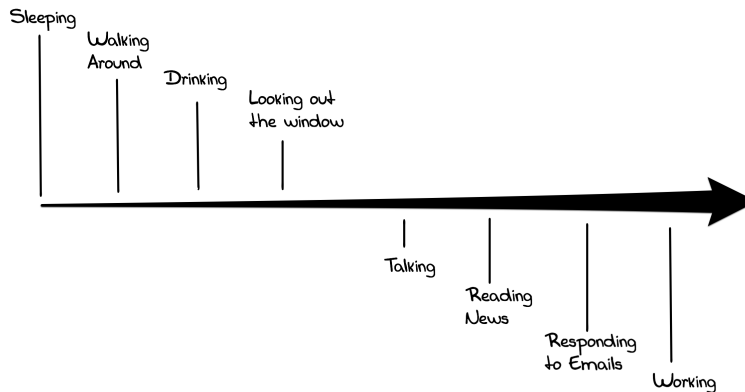 Sleeping
Walking
Around
Drinking
Looking out
the window
Talking
Reading
News
Responding
to Emails
Working